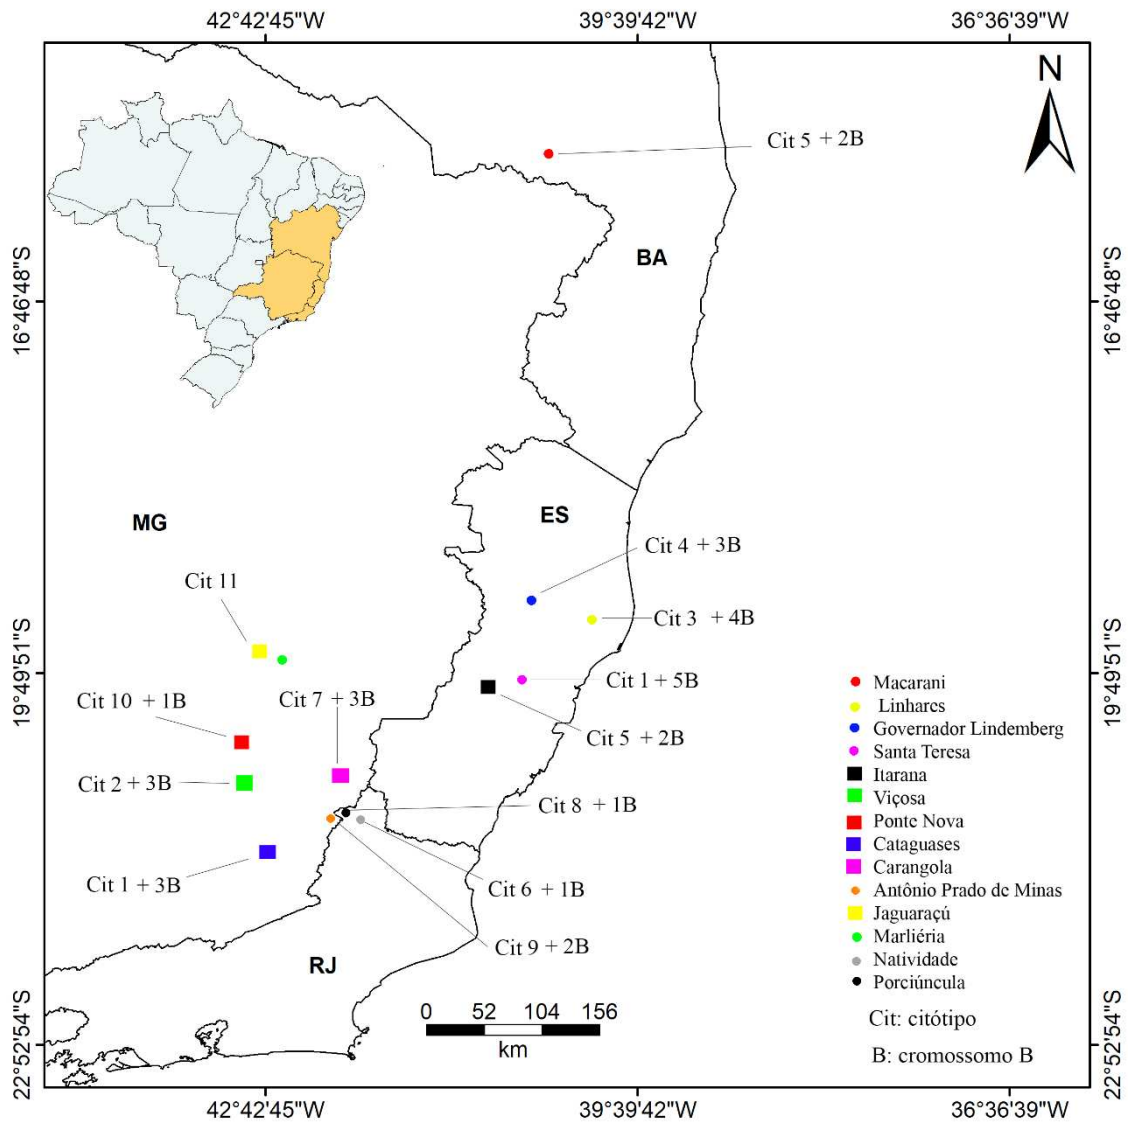 42°42'45"W
39°39'42"W
36°36'39"W
N
Cit 5 + 2B
BA
16°46'48"S
16°46'48"S
MG
ES
Cit 4 + 3B
Cit 11
Cit 3 + 4B
19°49'51"S
19°49'51"S
Cit 1 + 5B
Cit 10 + 1B
Cit 7 + 3B
Cit 5 + 2B
Cit 2 + 3B
Cit 8 + 1B
Cit 1 + 3B
Cit 6 + 1B
Cit 9 + 2B
RJ
Macarani
Linhares
Governador Lindemberg
Santa Teresa
Itarana
Viçosa
Ponte Nova
Cataguases
Carangola
Antônio Prado de Minas
Jaguaraçú
Marliéria
Natividade
Porciúncula
Cit: citótipo
B: cromossomo B
0 52 104 156
km
22°52'54"S
22°52'54"S
42°42'45"W
39°39'42"W
36°36'39"W